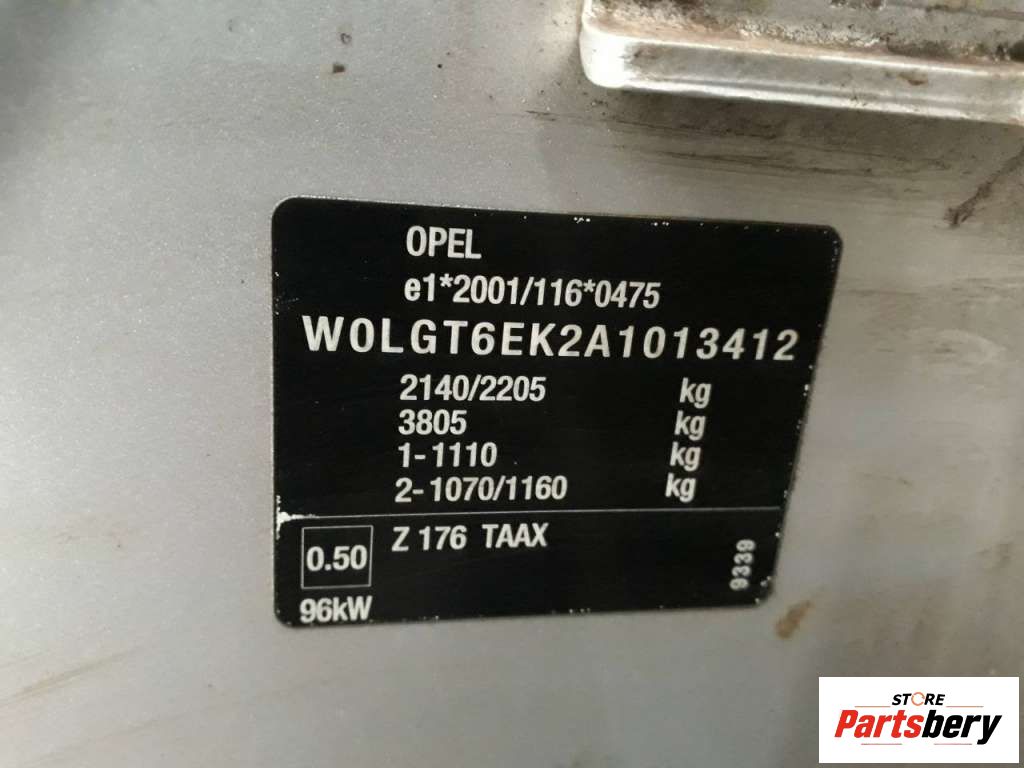 OPEL
e1*2001/116*0475
W0LGT6EK2A1013412
2140/2205 kg
3805 kg
1-1110 kg
2-1070/1160 kg
Z 176 TAAX
0.50
96kW
9339
STORE
Partsbery